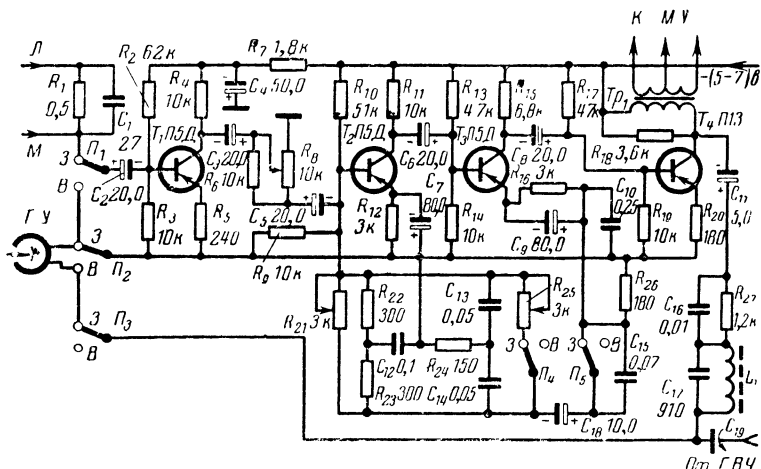 К М У
Л
R₂ 62к
R₇ 1,8к
-(5-7)В
R₁ 0,5
C₁ 27
R₄ 10к
C₄ 50,0
R₁₀ 51к
R₁₁ 10к
R₁₃ 47к
R₁₅ 6,8к
R₁₇ 47к
Тр₁
М
З П₁
В
C₂ 20,0
Т₁ П5Д
C₃ 20,0
R₆ 10к
R₈ 10к
Т₂ П5Д
C₆ 20,0
Т₃ П5Д
C₈ 20,0
R₁₈ 3,6к
Т₄ П13
R₃ 10к
R₅ 240
C₅ 20,0
R₉ 10к
R₁₂ 3к
C₇ 80,0
R₁₄ 10к
R₁₆ 3к
C₉ 80,0
C₁₀ 0,25
R₁₉ 10к
R₂₀ 180
C₁₁ 5,0
ГУ
З
В П₂
З П₃
В
R₂₁ 3к
R₂₂ 300
C₁₃ 0,05
R₂₅ 3к
R₂₆ 180
C₁₆ 0,01
R₂₇ 1,2к
C₁₂ 0,1
R₂₄ 150
R₂₃ 300
C₁₄ 0,05
З В П₄
З В П₅
C₁₅ 0,07
C₁₇ 910
L₁
C₁₈ 10,0
C₁₉
От ГВЧ